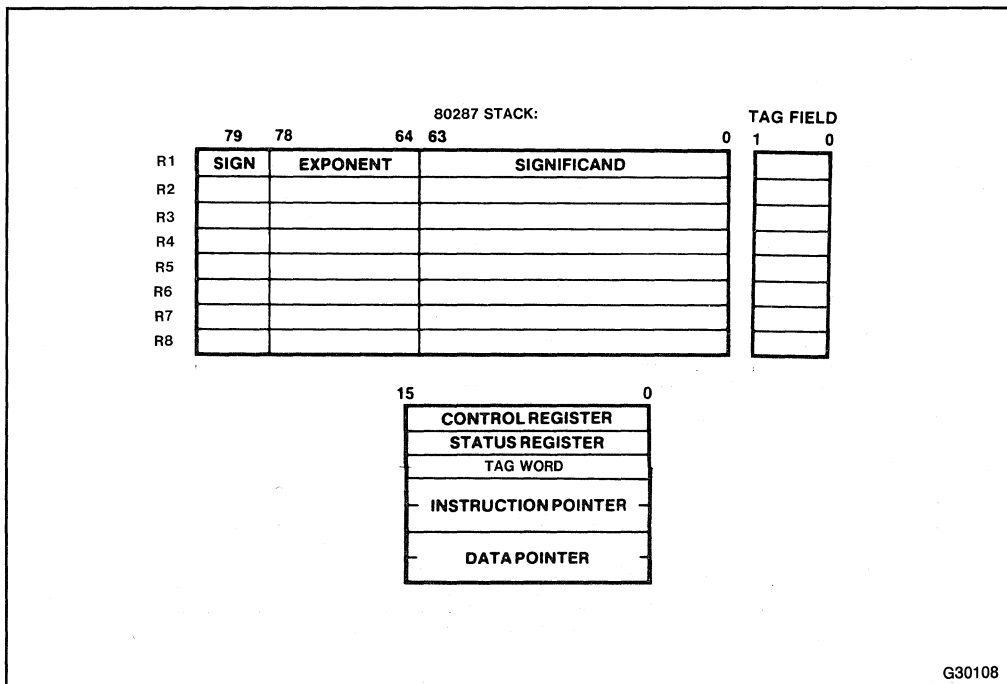 80287 STACK:
TAG FIELD
79 78 64 63 0 1 0
R1 SIGN EXPONENT SIGNIFICAND
R2
R3
R4
R5
R6
R7
R8
15 0
CONTROL REGISTER
STATUS REGISTER
TAG WORD
INSTRUCTION POINTER
DATA POINTER
G30108